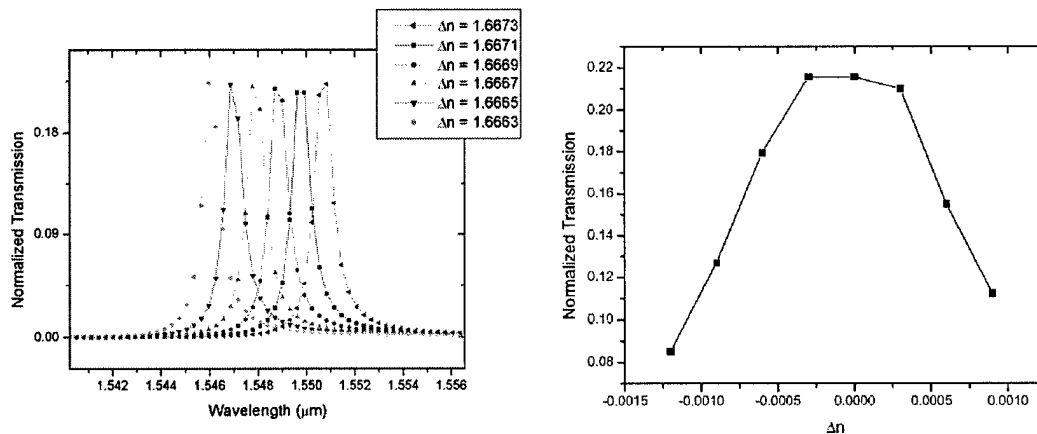 Δn = 1.6673
Δn = 1.6671
Δn = 1.6669
Δn = 1.6667
Δn = 1.6665
Δn = 1.6663
Normalized Transmission
0.18
0.09
0.00
1.542 1.544 1.546 1.548 1.550 1.552 1.554 1.556
Wavelength (μm)
Normalized Transmission
0.22
0.20
0.18
0.16
0.14
0.12
0.10
0.08
-0.0015 -0.0010 -0.0005 0.0000 0.0005 0.0010
Δn